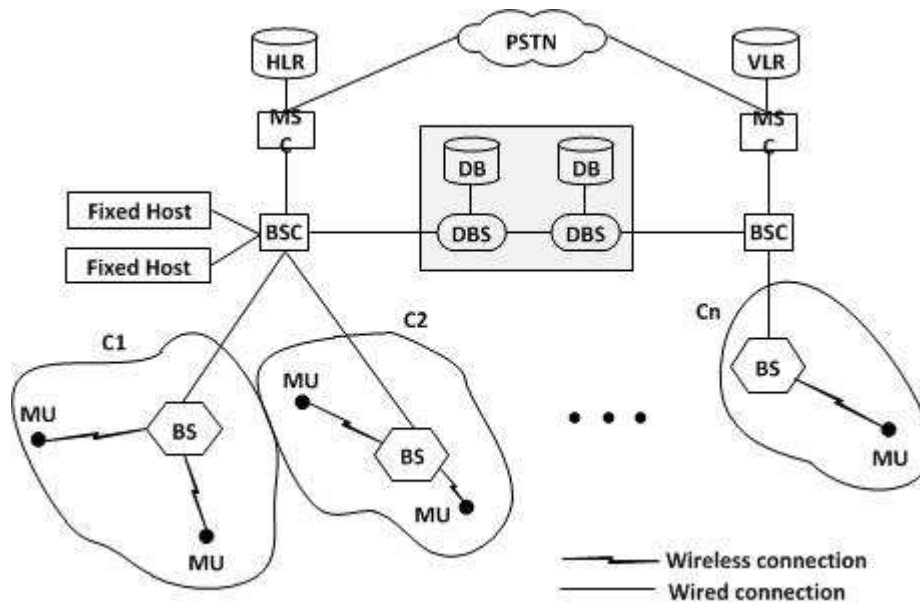 PSTN
HLR
VLR
MS
C
MS
C
DB
DB
Fixed Host
BSC
DBS
DBS
BSC
Fixed Host
C1
C2
Cn
MU
MU
BS
BS
BS
MU
MU
MU
Wireless connection
Wired connection